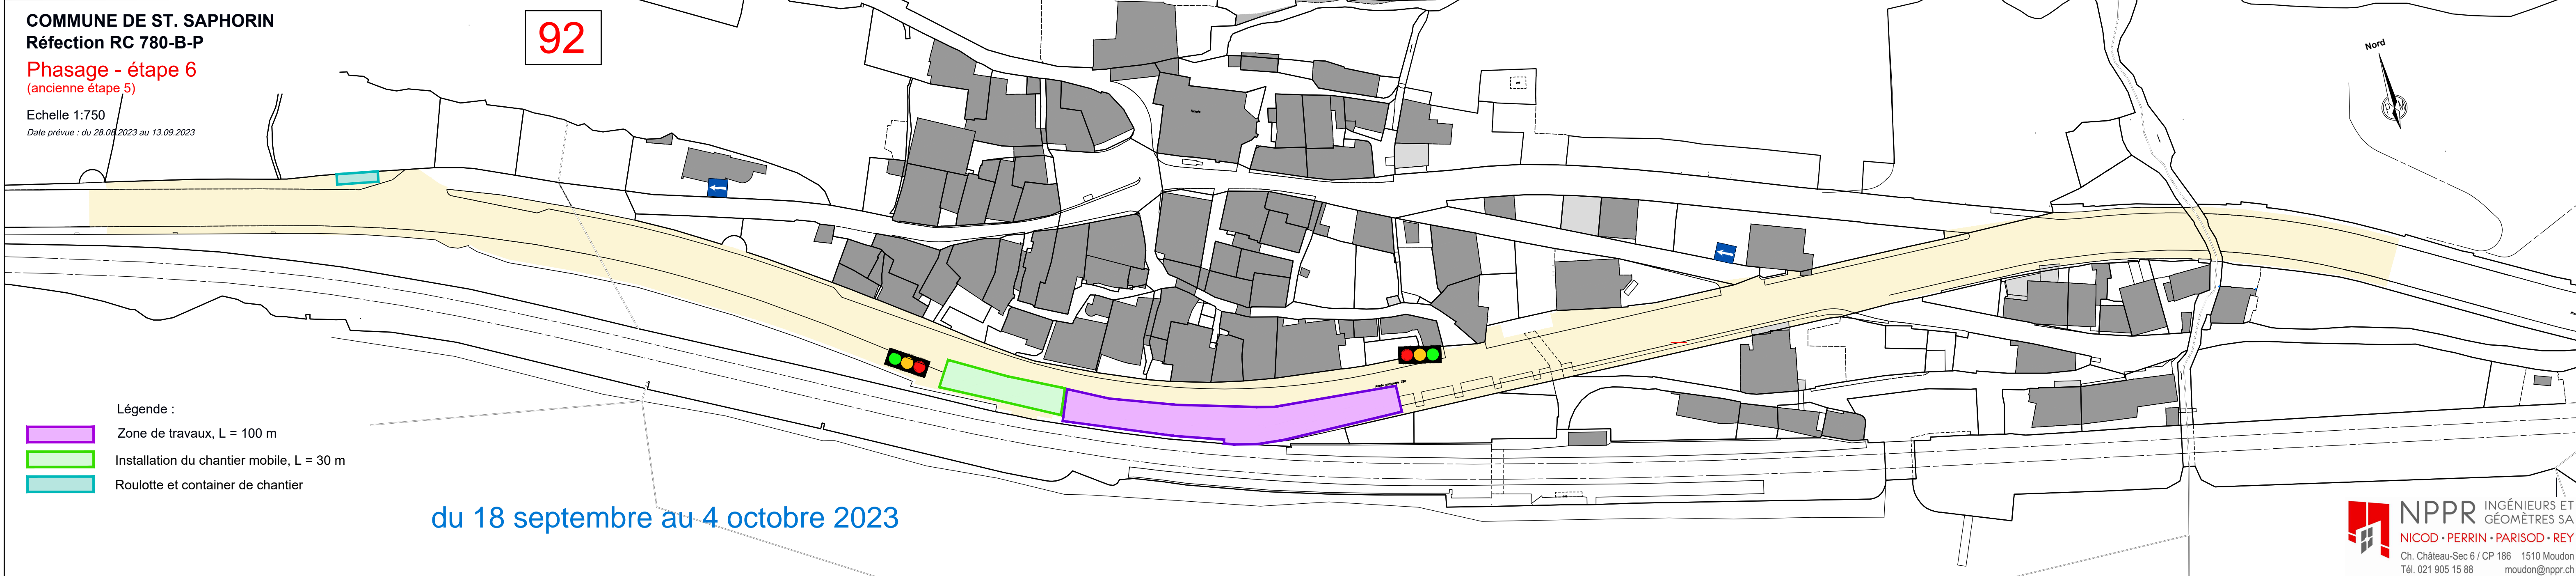 COMMUNE DE ST. SAPHORIN
Réfection RC 780-B-P
Phasage - étape 6
(ancienne étape 5)
Echelle 1:750
Date prévue : du 28.08.2023 au 13.09.2023
92
Nord
Légende :
Zone de travaux, L = 100 m
Installation du chantier mobile, L = 30 m
Roulotte et container de chantier
du 18 septembre au 4 octobre 2023
NPPR INGÉNIEURS ET
GÉOMÈTRES SA
NICOD • PERRIN • PARISOD • REY
Ch. Château-Sec 6 / CP 186 1510 Moudon
Tél. 021 905 15 88 moudon@nppr.ch